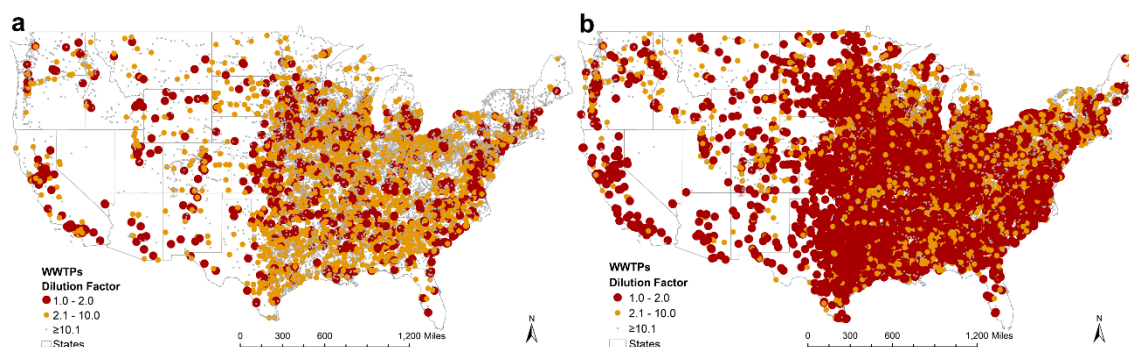 a
WWTPs
Dilution Factor
1.0 - 2.0
2.1 - 10.0
≥10.1
States
0 300 600 1,200 Miles
N
b
WWTPs
Dilution Factor
1.0 - 2.0
2.1 - 10.0
≥10.1
States
0 300 600 1,200 Miles
N